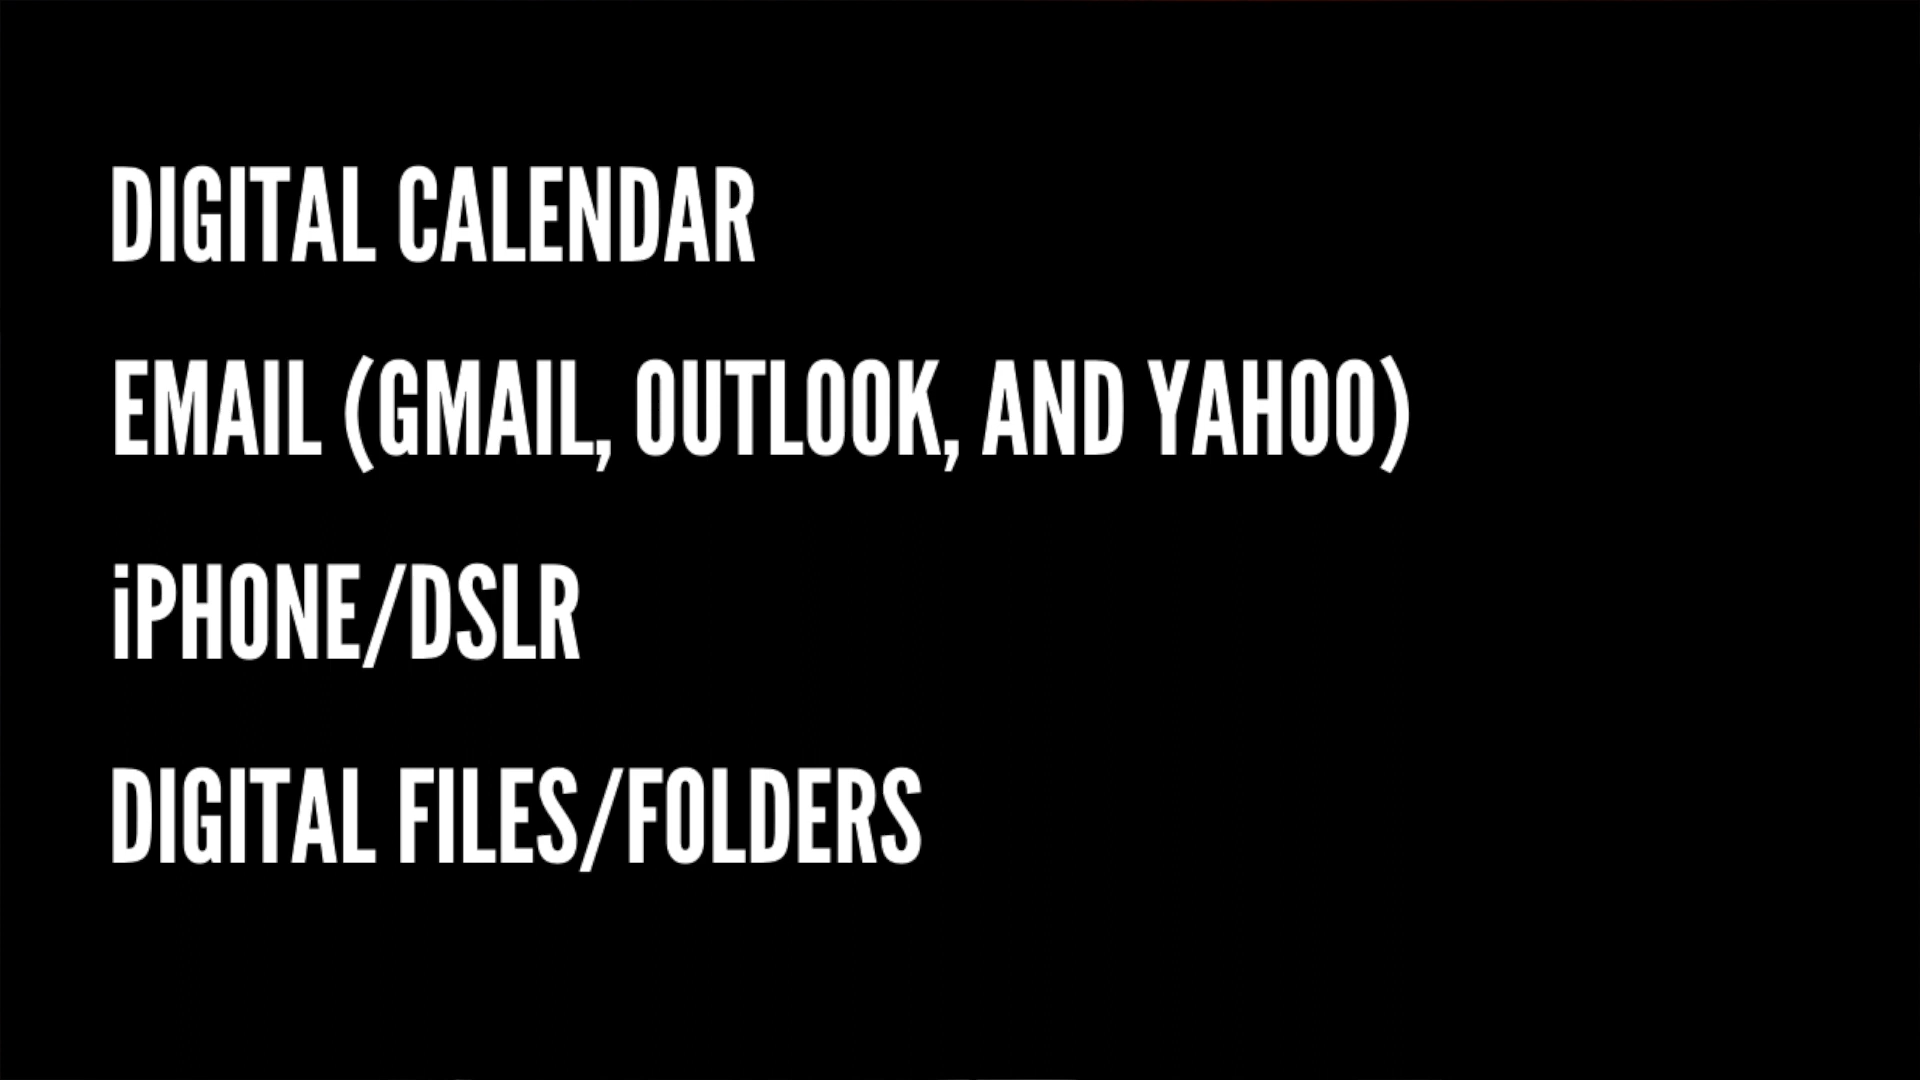 DIGITAL CALENDAR
EMAIL (GMAIL, OUTLOOK, AND YAHOO)
iPHONE/DSLR
DIGITAL FILES/FOLDERS